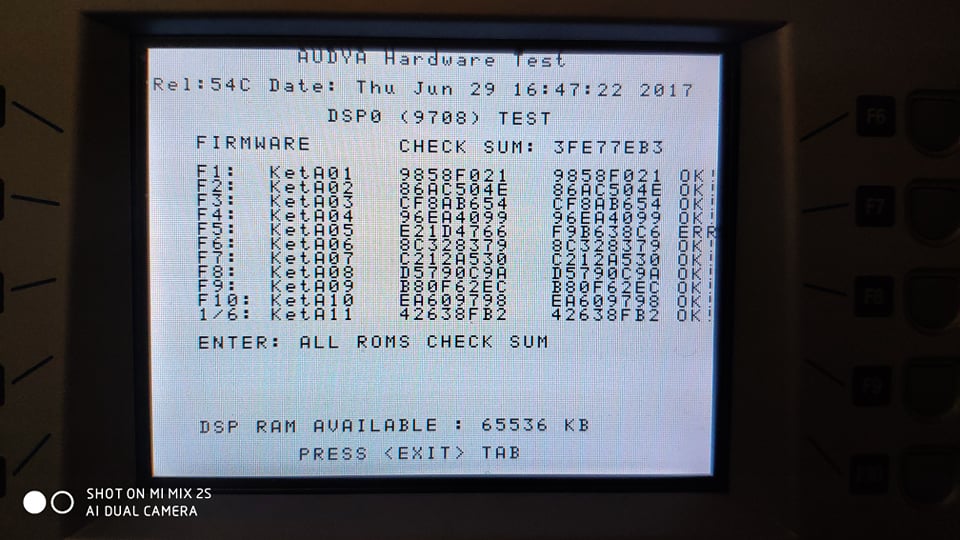 AUDYA Hardware Test
Rel:54C Date: Thu Jun 29 16:47:22 2017
DSP0 (9708) TEST
FIRMWARE CHECK SUM: 3FE77EB3
F1: KetA01 9858F021 9858F021 OK!
F2: KetA02 86AC504E 86AC504E OK!
F3: KetA03 CF8AB654 CF8AB654 OK!
F4: KetA04 96EA4099 96EA4099 OK!
F5: KetA05 E21D4766 F9B638C6 ERR
F6: KetA06 8C328379 8C328379 OK!
F7: KetA07 C212A530 C212A530 OK!
F8: KetA08 D5790C9A D5790C9A OK!
F9: KetA09 B80F62EC B80F62EC OK!
F10: KetA10 EA609798 EA609798 OK!
1/6: KetA11 42638FB2 42638FB2 OK!
ENTER: ALL ROMS CHECK SUM
DSP RAM AVAILABLE : 65536 KB
PRESS <EXIT> TAB
F6
F7
F8
F9
F10
SHOT ON MI MIX 2S
AI DUAL CAMERA